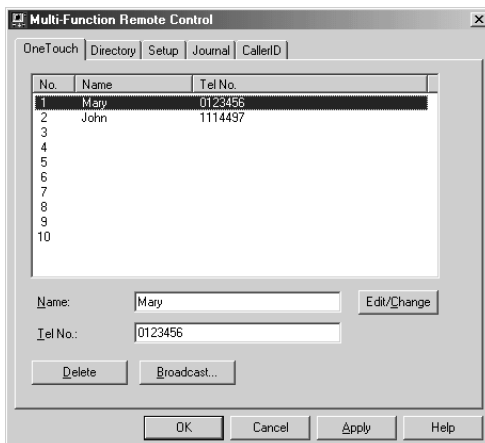 Multi-Function Remote Control
OneTouch Directory Setup Journal CallerID
No. Name Tel No.
1 Mary 0123456
2 John 1114497
3
4
5
6
7
8
9
10
Name: Mary Edit/Change
Tel No.: 0123456
Delete Broadcast...
OK Cancel Apply Help